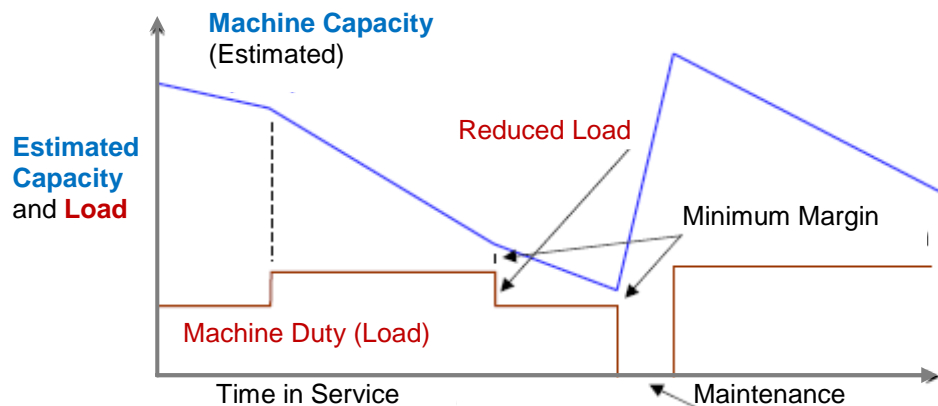 Machine Capacity
(Estimated)
Reduced Load
Estimated
Capacity
and Load
Minimum Margin
Machine Duty (Load)
Time in Service
Maintenance